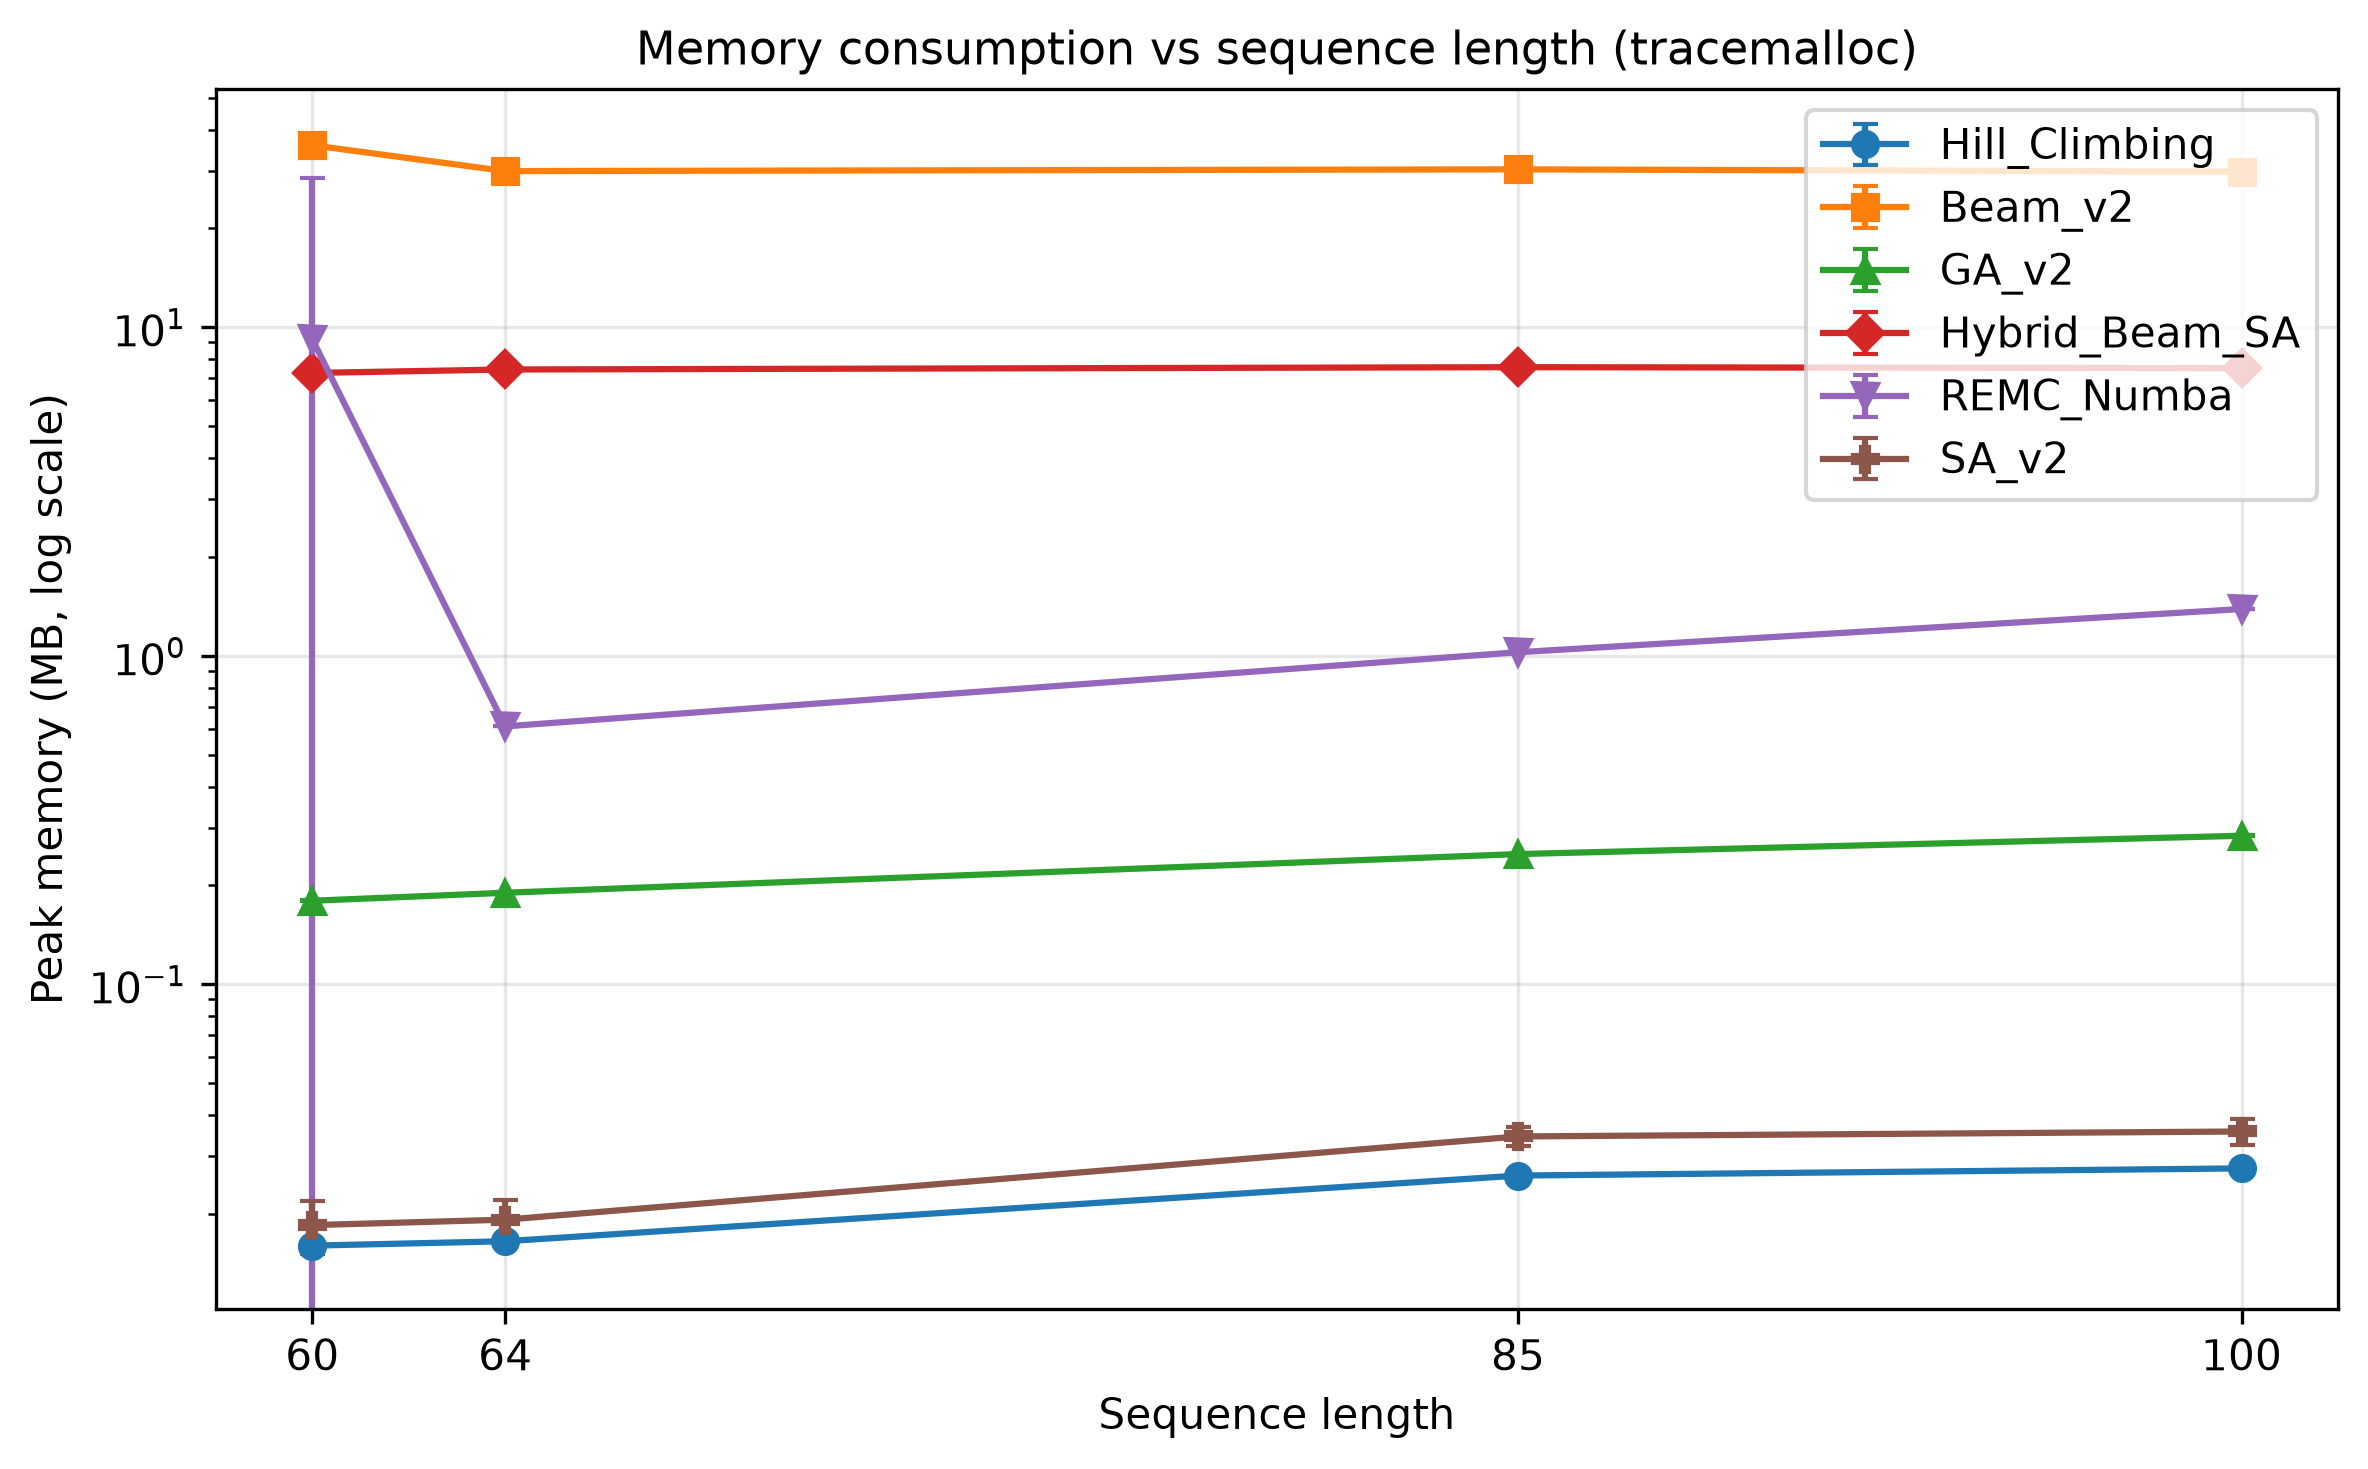 Memory consumption vs sequence length (tracemalloc)
Hill_Climbing
Beam_v2
GA_v2
Hybrid_Beam_SA
REMC_Numba
SA_v2
Peak memory (MB, log scale)
10¹
10⁰
10⁻¹
60 64 85 100
Sequence length